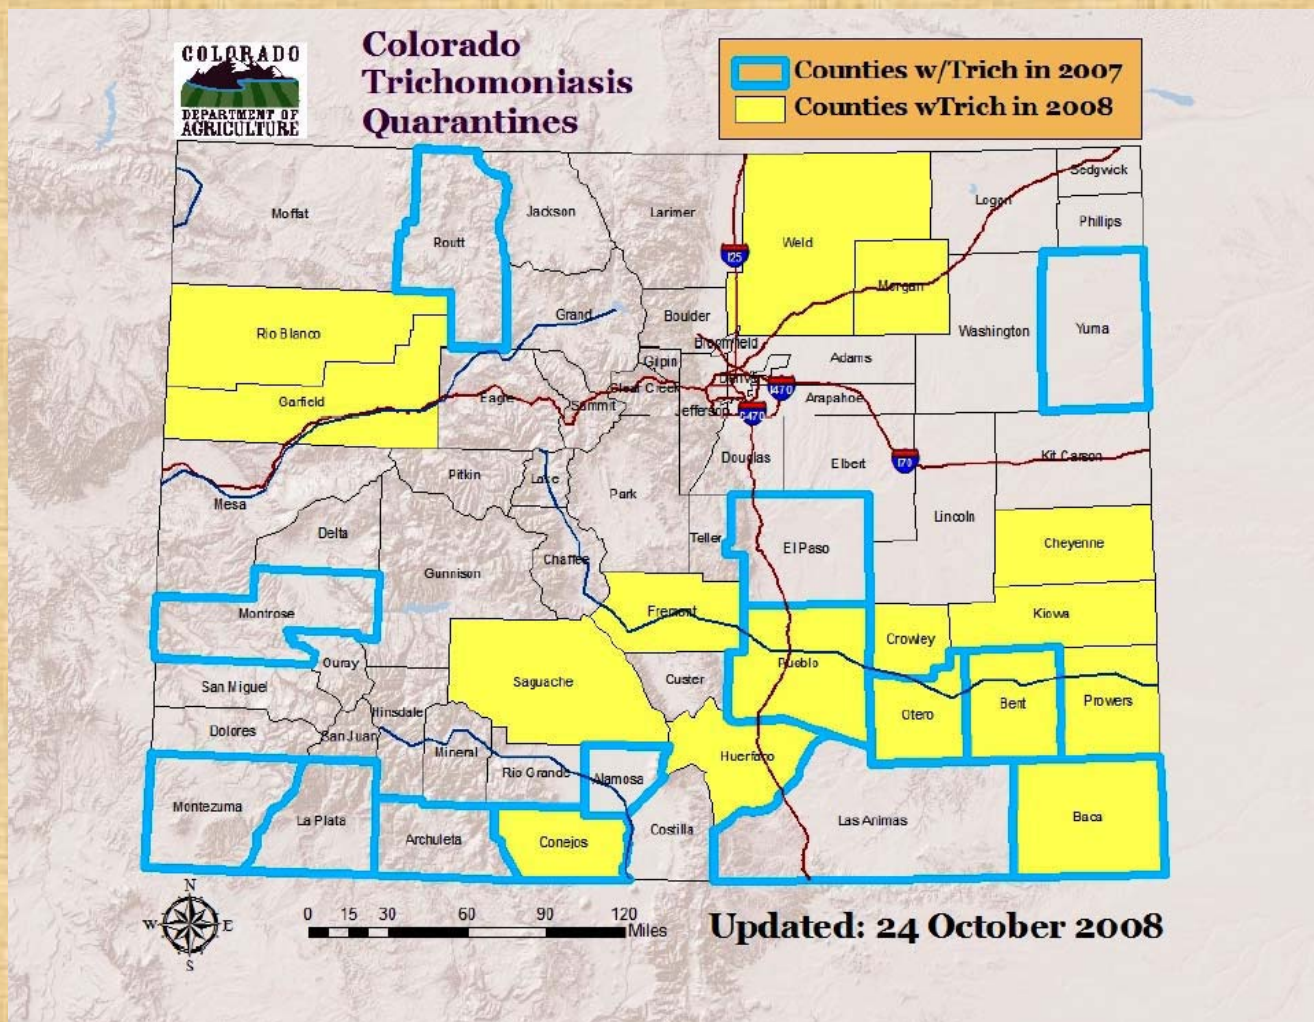 COLORADO
DEPARTMENT OF
AGRICULTURE
Colorado
Trichomoniasis
Quarantines
Counties w/Trich in 2007
Counties wTrich in 2008
Moffat
Routt
Jackson
Larimer
Weld
Logan
Sedgwick
Phillips
I25
Morgan
Rio Blanco
Grand
Boulder
Broomfield
Washington
Yuma
Garfield
Eagle
Summit
Gilpin
Clear Creek
Jefferson
Denver
Adams
Arapahoe
I470
C470
Mesa
Pitkin
Lake
Park
Douglas
Elbert
I70
Kit Carson
Delta
Gunnison
Chaffee
Teller
El Paso
Lincoln
Cheyenne
Montrose
Ouray
Fremont
Pueblo
Crowley
Kiowa
San Miguel
Saguache
Custer
Otero
Bent
Prowers
Dolores
San Juan
Hinsdale
Mineral
Rio Grande
Alamosa
Huerfano
Montezuma
La Plata
Archuleta
Conejos
Costilla
Las Animas
Baca
N
W
E
S
0 15 30 60 90 120
Miles
Updated: 24 October 2008